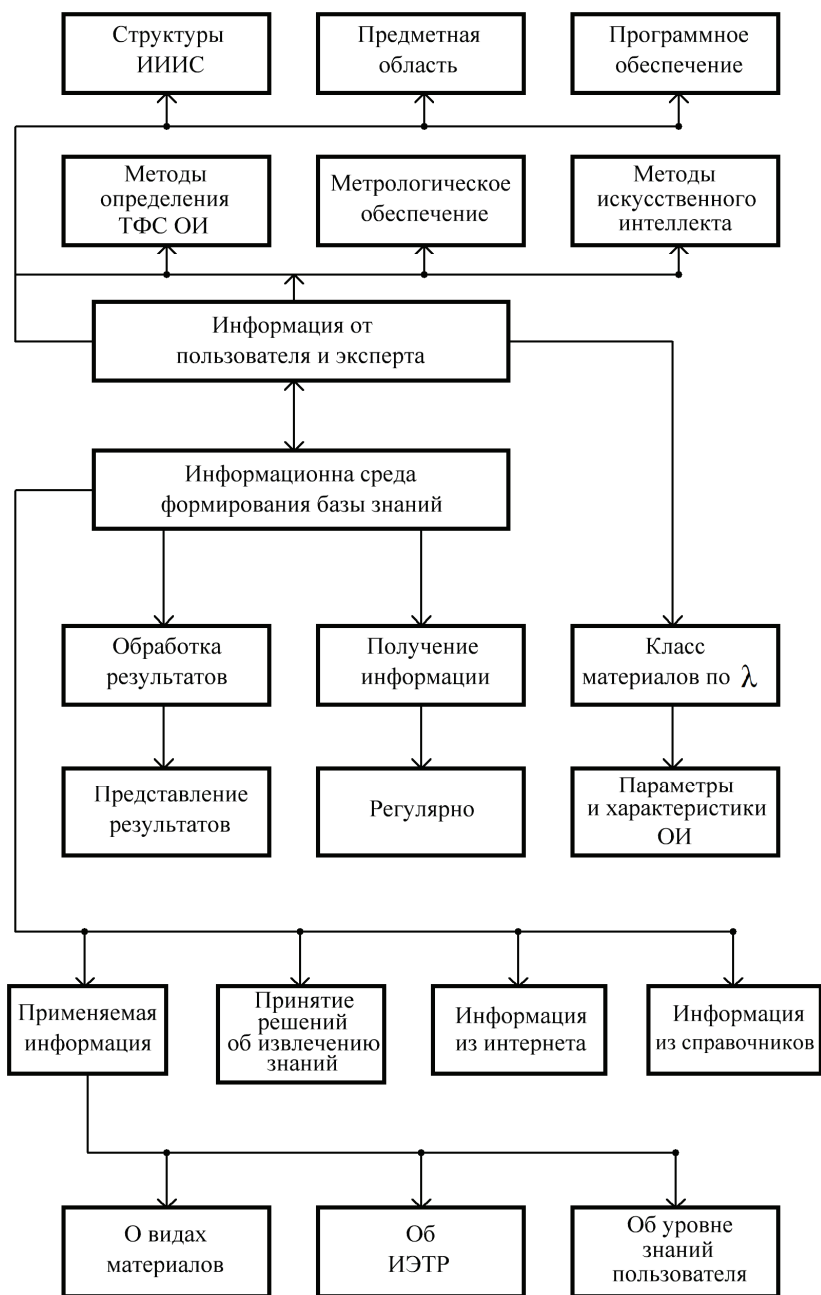 Структуры
ИИИС
Предметная
область
Программное
обеспечение
Методы
определения
ТФС ОИ
Метрологическое
обеспечение
Методы
искусственного
интеллекта
Информация от
пользователя и эксперта
Информационна среда
формирования базы знаний
Обработка
результатов
Получение
информации
Класс
материалов по λ
Представление
результатов
Регулярно
Параметры
и характеристики
ОИ
Применяемая
информация
Принятие
решений
об извлечению
знаний
Информация
из интернета
Информация
из справочников
О видах
материалов
Об
ИЭТР
Об уровне
знаний
пользователя